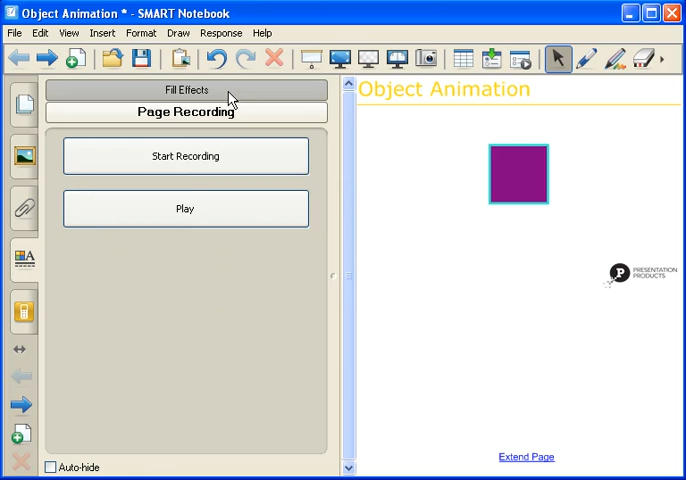 Object Animation * - SMART Notebook
File Edit View Insert Format Draw Response Help
Fill Effects
Page Recording
Start Recording
Play
Auto-hide
Object Animation
P PRESENTATION
PRODUCTS
Extend Page